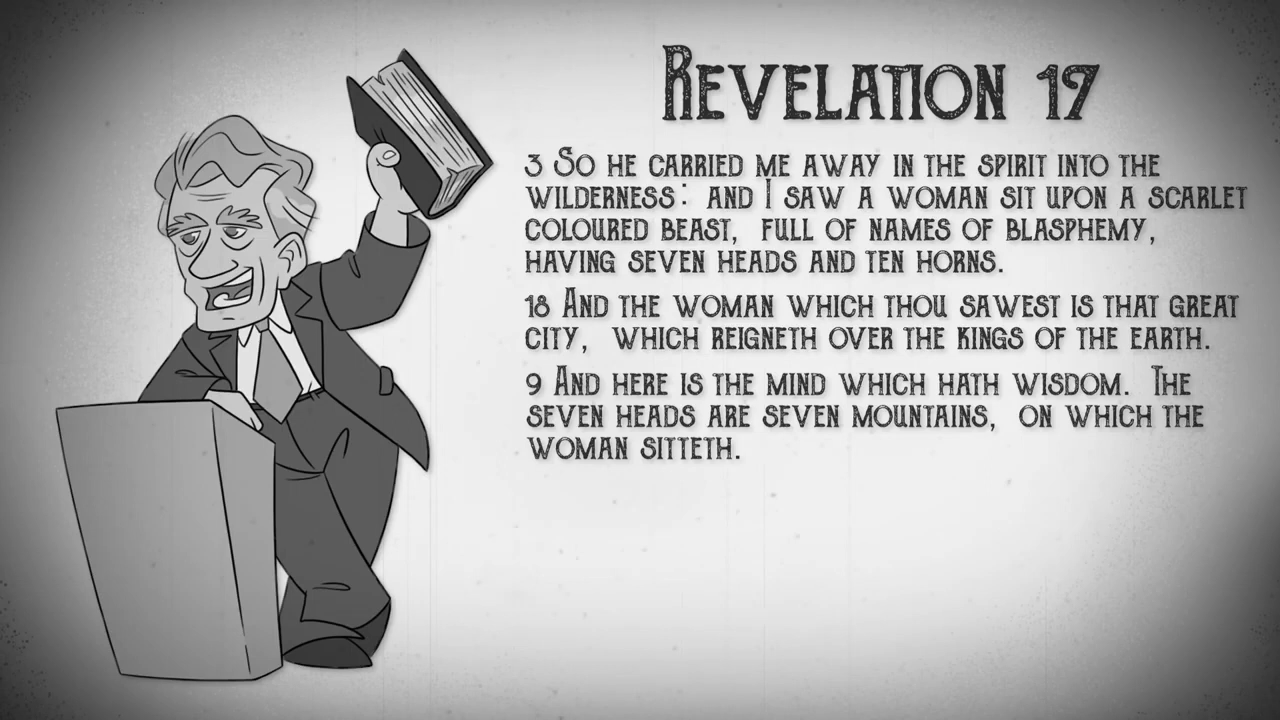 Revelation 17
3 So he carried me away in the spirit into the
wilderness: and I saw a woman sit upon a scarlet
coloured beast, full of names of blasphemy,
having seven heads and ten horns.
18 And the woman which thou sawest is that great
city, which reigneth over the kings of the earth.
9 And here is the mind which hath wisdom. The
seven heads are seven mountains, on which the
woman sitteth.